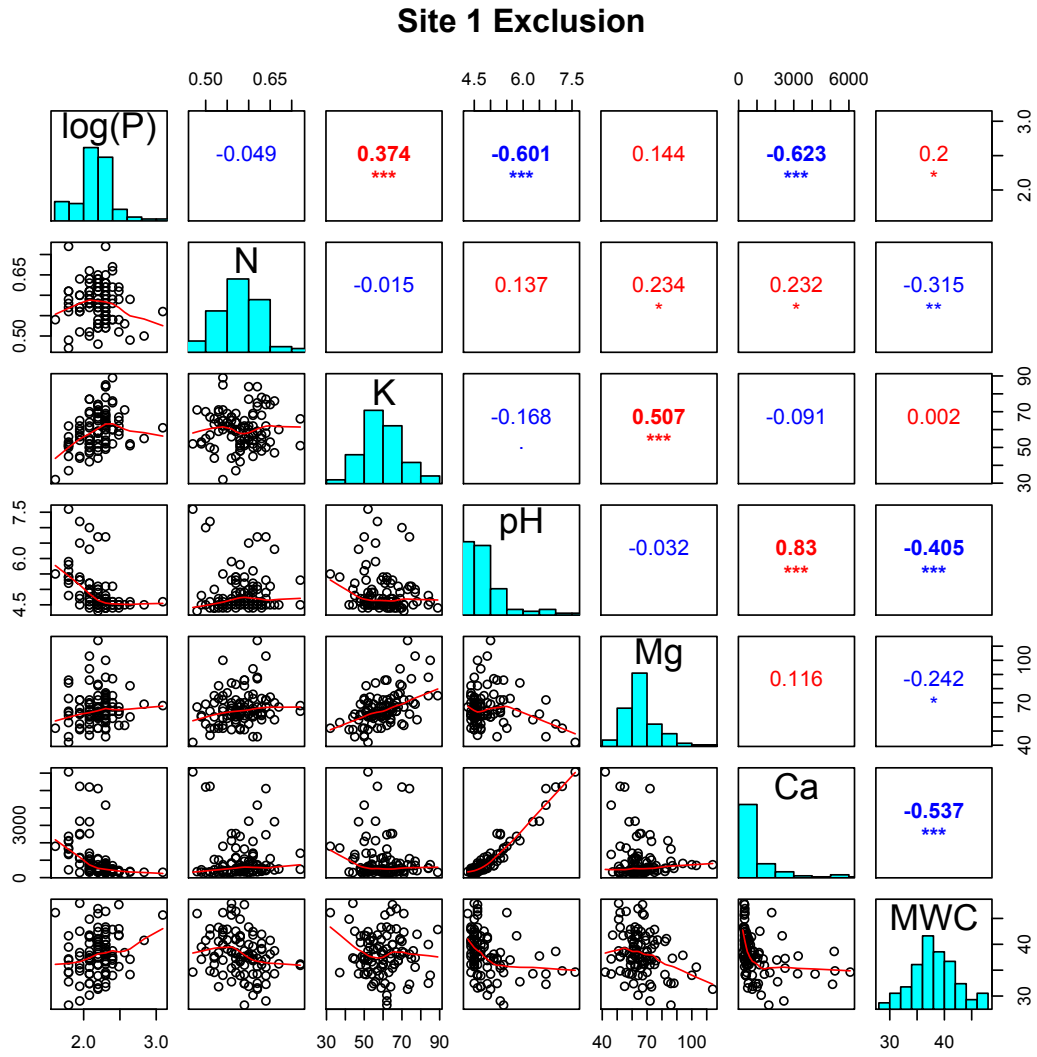 Site 1 Exclusion
0.50 0.65 4.5 6.0 7.5 0 3000 6000
log(P) -0.049 0.374 -0.601 0.144 -0.623 0.2 2.0 3.0
*** *** *** *
0.50 0.65 N -0.015 0.137 0.234 0.232 -0.315
* * **
K -0.168 0.507 -0.091 0.002 30 50 70 90
. ***
4.5 6.0 7.5 pH -0.032 0.83 -0.405
*** ***
Mg 0.116 -0.242 40 70 100
*
0 3000 Ca -0.537
***
MWC 30 40
2.0 3.0 30 50 70 90 40 70 100 30 40